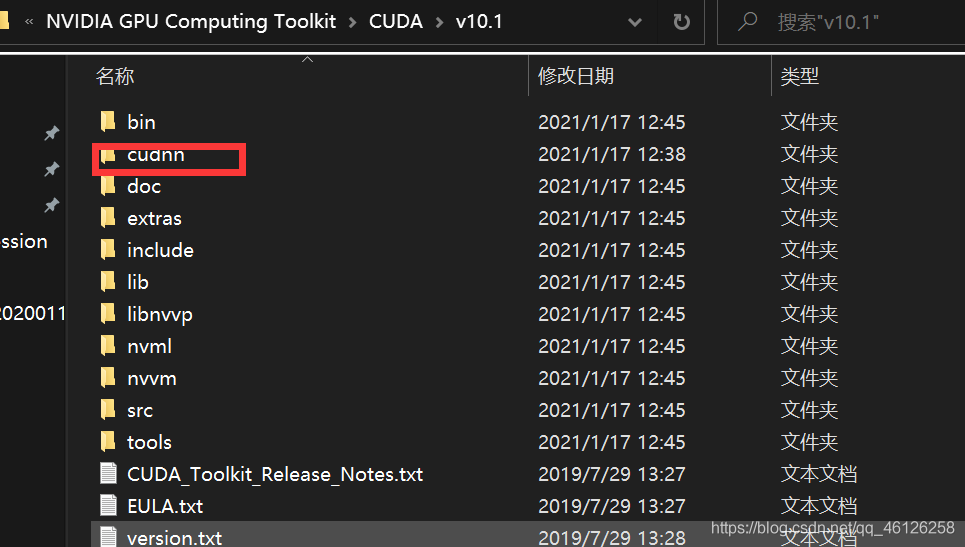 « NVIDIA GPU Computing Toolkit > CUDA > v10.1 搜索"v10.1"
名称 修改日期 类型
bin 2021/1/17 12:45 文件夹
cudnn 2021/1/17 12:38 文件夹
doc 2021/1/17 12:45 文件夹
extras 2021/1/17 12:45 文件夹
ssion include 2021/1/17 12:45 文件夹
lib 2021/1/17 12:45 文件夹
2020011 libnvvp 2021/1/17 12:45 文件夹
nvml 2021/1/17 12:45 文件夹
nvvm 2021/1/17 12:45 文件夹
src 2021/1/17 12:45 文件夹
tools 2021/1/17 12:45 文件夹
CUDA_Toolkit_Release_Notes.txt 2019/7/29 13:27 文本文档
EULA.txt 2019/7/29 13:27 文本文档
version.txt 2019/7/29 13:28 文本文档
https://blog.csdn.net/qq_46126258